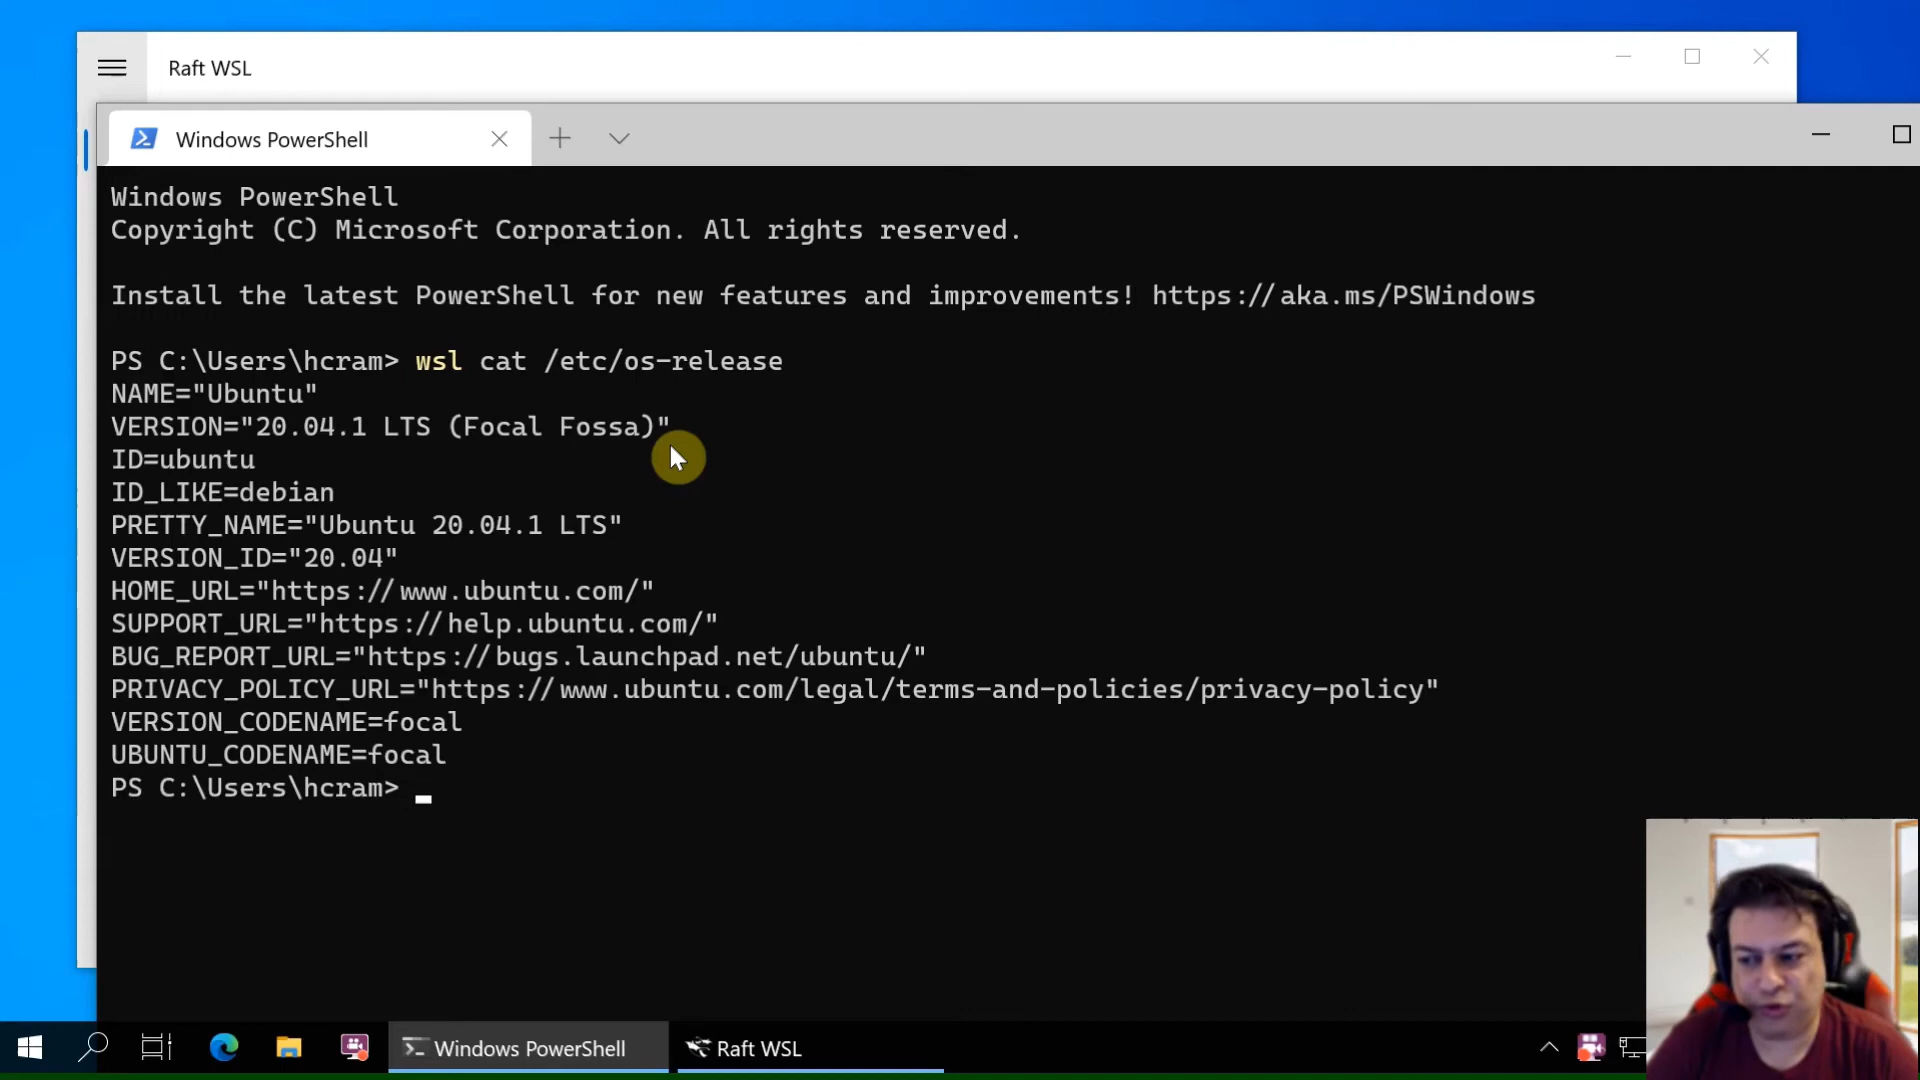 Raft WSL
Windows PowerShell
Windows PowerShell
Copyright (C) Microsoft Corporation. All rights reserved.
Install the latest PowerShell for new features and improvements! https://aka.ms/PSWindows
PS C:\Users\hcram> wsl cat /etc/os-release
NAME="Ubuntu"
VERSION="20.04.1 LTS (Focal Fossa)"
ID=ubuntu
ID_LIKE=debian
PRETTY_NAME="Ubuntu 20.04.1 LTS"
VERSION_ID="20.04"
HOME_URL="https://www.ubuntu.com/"
SUPPORT_URL="https://help.ubuntu.com/"
BUG_REPORT_URL="https://bugs.launchpad.net/ubuntu/"
PRIVACY_POLICY_URL="https://www.ubuntu.com/legal/terms-and-policies/privacy-policy"
VERSION_CODENAME=focal
UBUNTU_CODENAME=focal
PS C:\Users\hcram>
Windows PowerShell
Raft WSL